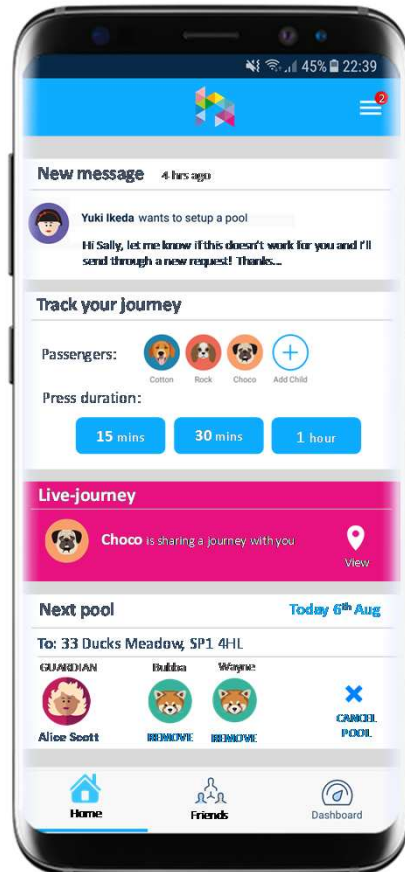 45% 22:39
2
New message 4 hrs ago
Yuki Ikeda wants to setup a pool
Hi Sally, let me know if this doesn't work for you and I'll
send through a new request! Thanks...
Track your journey
Passengers:
Cotton Rock Choco Add Child
Press duration:
15 mins 30 mins 1 hour
Live-journey
Choco is sharing a journey with you
View
Next pool Today 6th Aug
To: 33 Ducks Meadow, SP1 4HL
GUARDIAN Bubba Wayne
Alice Scott REMOVE REMOVE CANCEL
POOL
Home Friends Dashboard